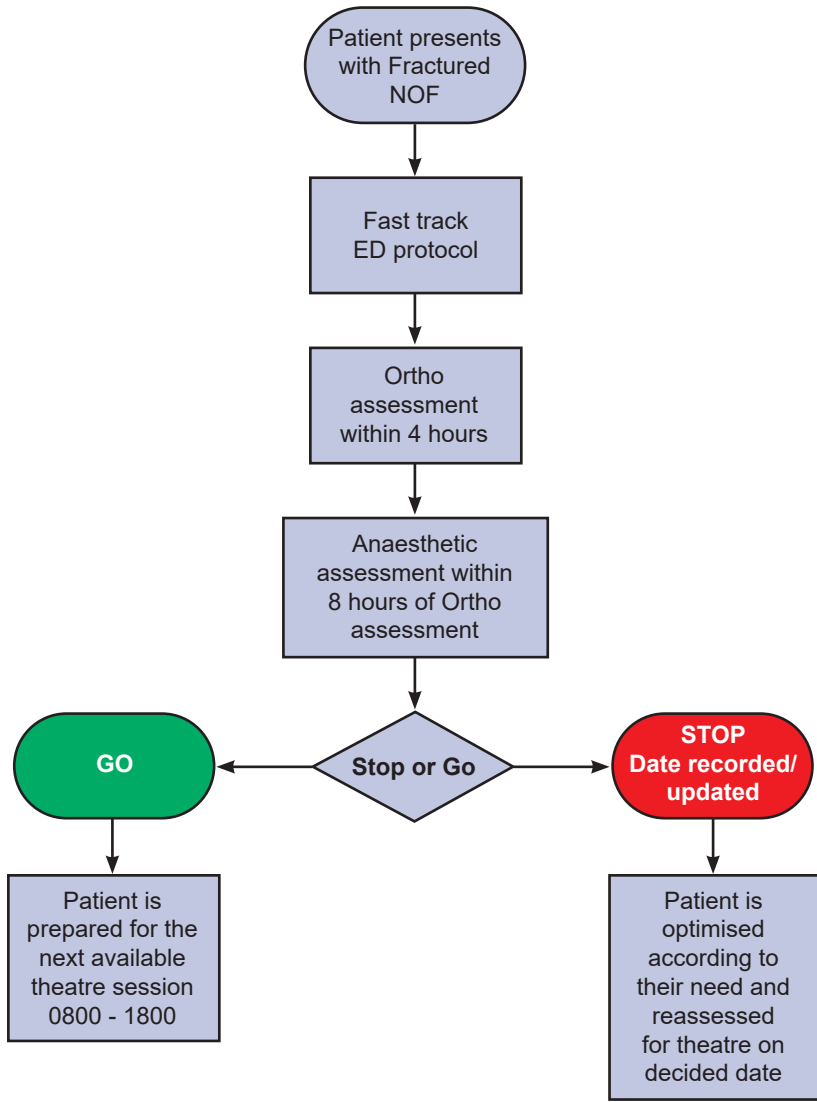 Patient presents
with Fractured
NOF
Fast track
ED protocol
Ortho
assessment
within 4 hours
Anaesthetic
assessment within
8 hours of Ortho
assessment
GO
Stop or Go
STOP
Date recorded/
updated
Patient is
prepared for the
next available
theatre session
0800 - 1800
Patient is
optimised
according to
their need and
reassessed
for theatre on
decided date